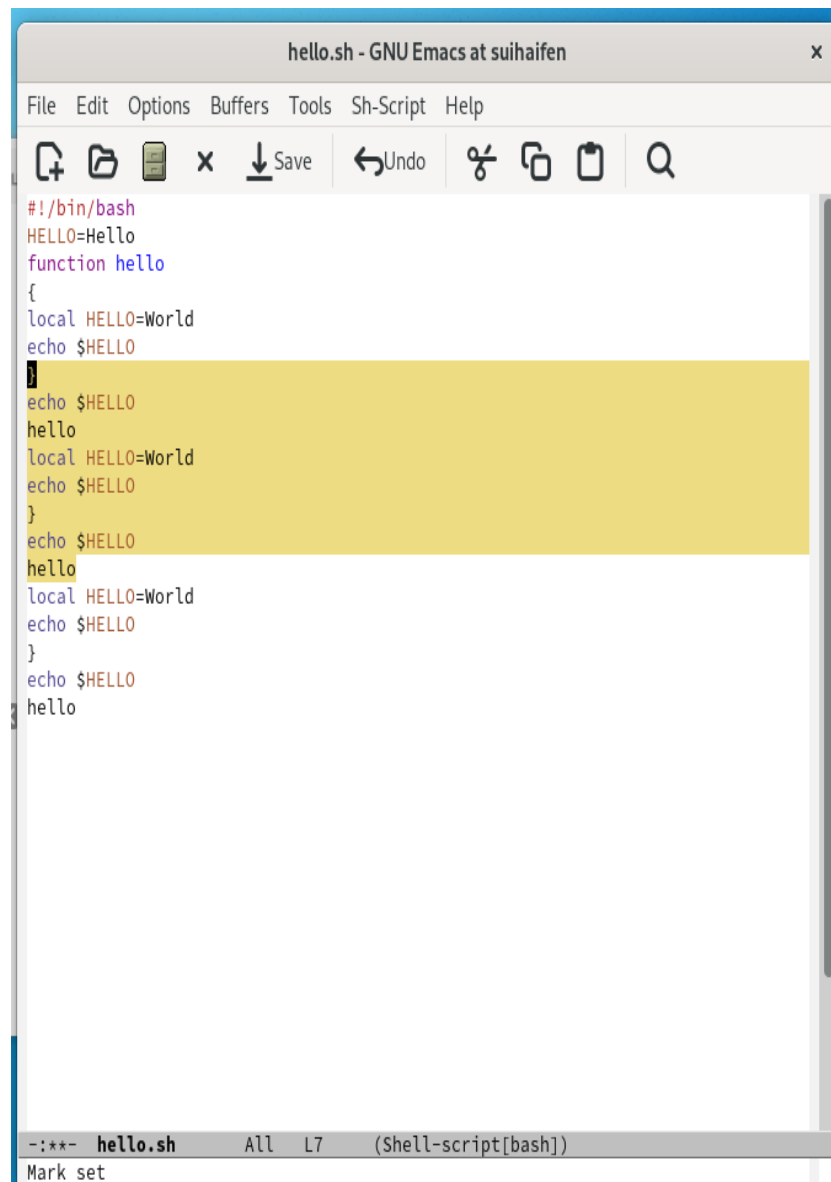 hello.sh - GNU Emacs at suihaifen x
File Edit Options Buffers Tools Sh-Script Help
Save Undo
#!/bin/bash
HELLO=Hello
function hello
{
local HELLO=World
echo $HELLO
}
echo $HELLO
hello
local HELLO=World
echo $HELLO
}
echo $HELLO
hello
local HELLO=World
echo $HELLO
}
echo $HELLO
hello
-:**- hello.sh All L7 (Shell-script[bash])
Mark set